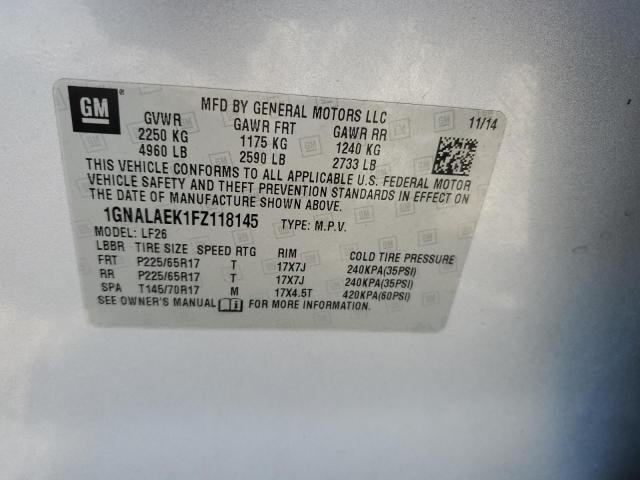 GM
MFD BY GENERAL MOTORS LLC
11/14
GVWR GAWR FRT GAWR RR
2250 KG 1175 KG 1240 KG
4960 LB 2590 LB 2733 LB
THIS VEHICLE CONFORMS TO ALL APPLICABLE U.S. FEDERAL MOTOR
VEHICLE SAFETY AND THEFT PREVENTION STANDARDS IN EFFECT ON
THE DATE OF MANUFACTURE SHOWN ABOVE.
1GNALAEK1FZ118145 TYPE: M.P.V.
MODEL: LF26
LBBR TIRE SIZE SPEED RTG RIM COLD TIRE PRESSURE
FRT P225/65R17 T 17X7J 240KPA(35PSI)
RR P225/65R17 T 17X7J 240KPA(35PSI)
SPA T145/70R17 M 17X4.5T 420KPA(60PSI)
SEE OWNER'S MANUAL FOR MORE INFORMATION.